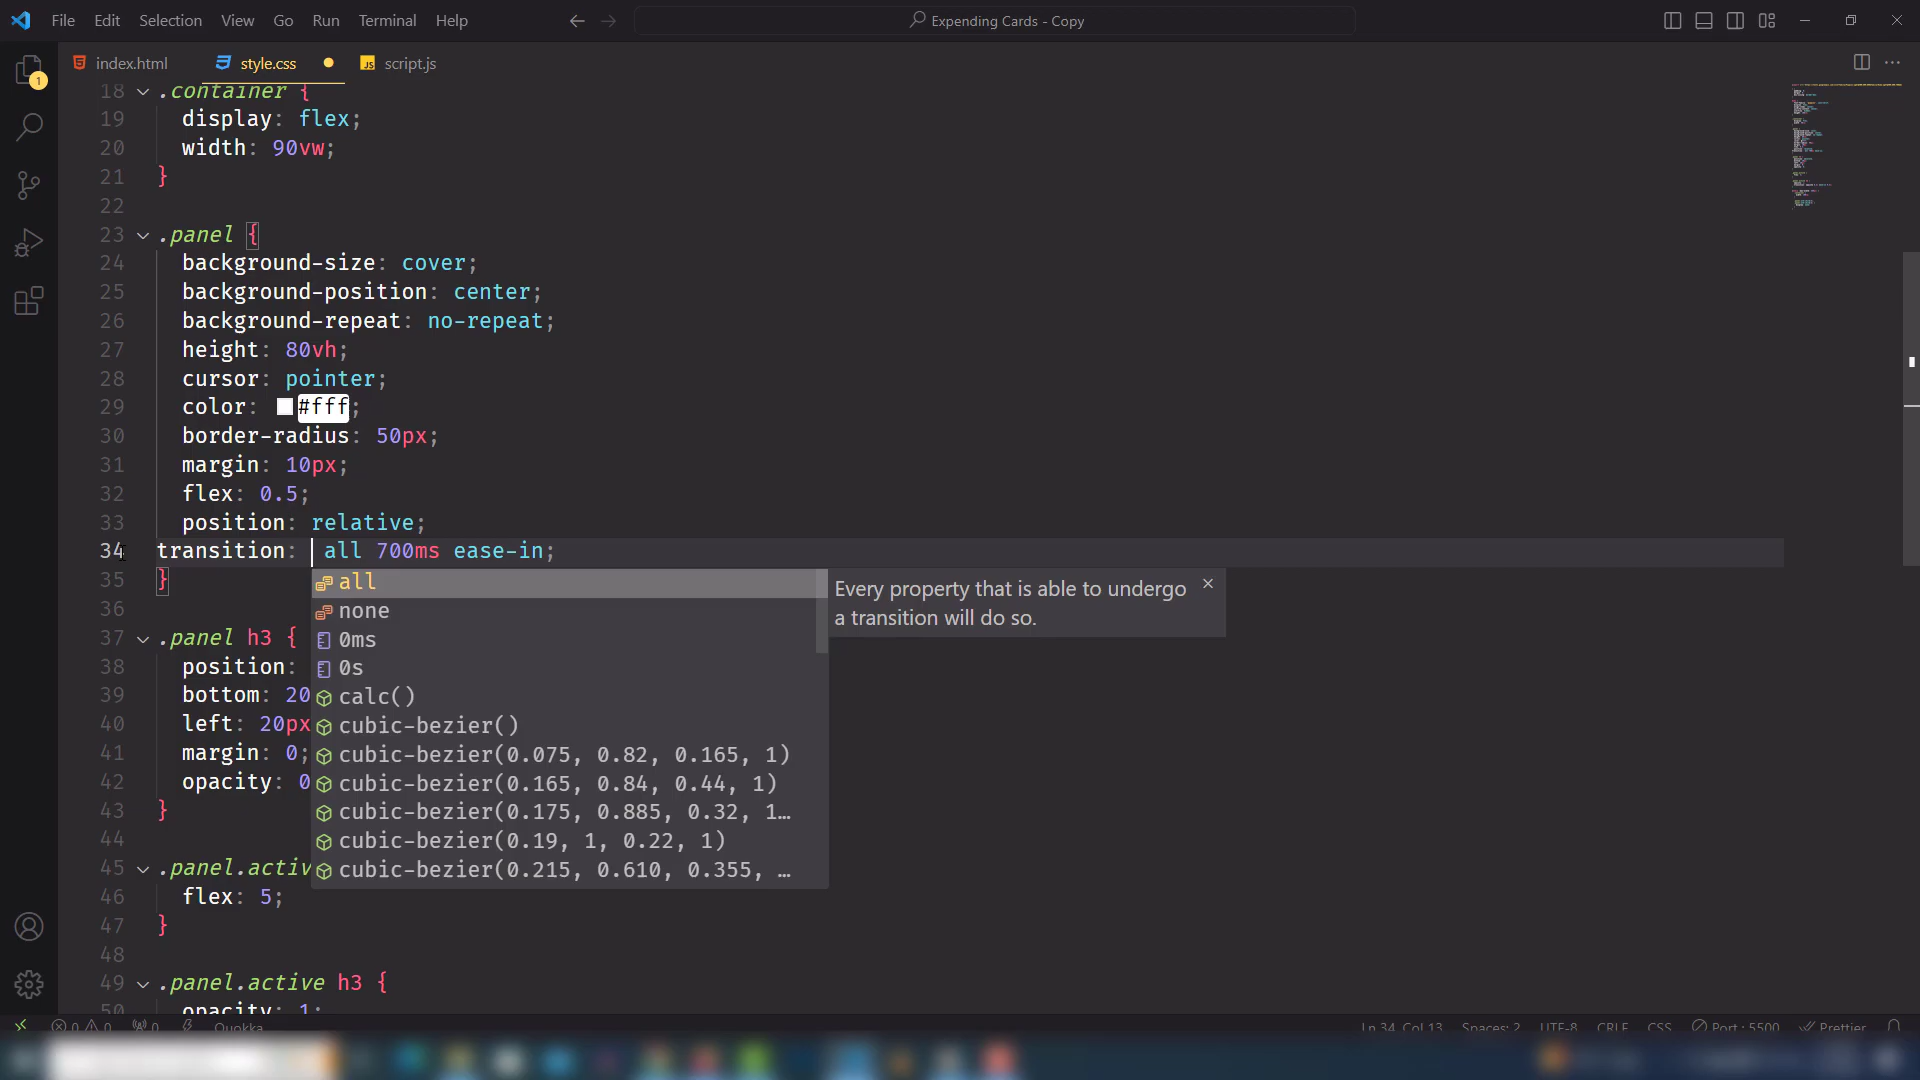 File Edit Selection View Go Run Terminal Help
Expending Cards - Copy
index.html style.css script.js
1
18 .container {
19 display: flex;
20 width: 90vw;
21 }
22
23 .panel {
24 background-size: cover;
25 background-position: center;
26 background-repeat: no-repeat;
27 height: 80vh;
28 cursor: pointer;
29 color: #fff;
30 border-radius: 50px;
31 margin: 10px;
32 flex: 0.5;
33 position: relative;
34 transition: all 700ms ease-in;
35 }
36
37 .panel h3 {
38 position:
39 bottom: 20
40 left: 20px
41 margin: 0;
42 opacity: 0
43 }
44
45 .panel.activ
46 flex: 5;
47 }
48
49 .panel.active h3 {
50 opacity: 1;
all
none
0ms
0s
calc()
cubic-bezier()
cubic-bezier(0.075, 0.82, 0.165, 1)
cubic-bezier(0.165, 0.84, 0.44, 1)
cubic-bezier(0.175, 0.885, 0.32, 1…
cubic-bezier(0.19, 1, 0.22, 1)
cubic-bezier(0.215, 0.610, 0.355, …
Every property that is able to undergo
a transition will do so.
0 0 0 Quokka Ln 34, Col 13 Spaces: 2 UTF-8 CRLF CSS Port : 5500 Prettier